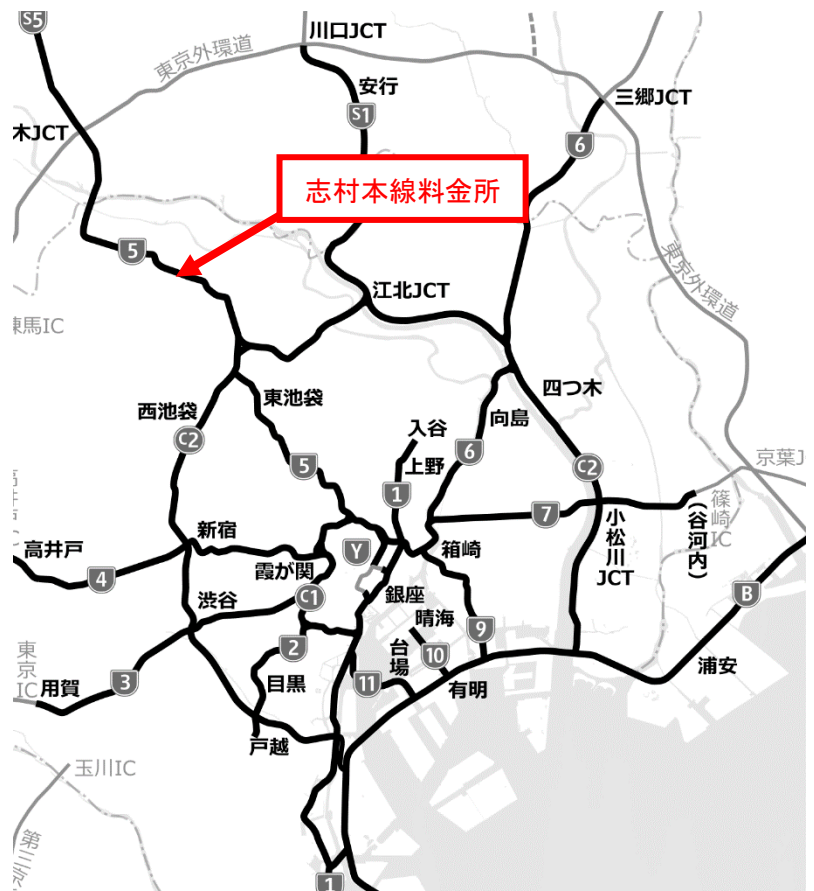 S5
川口JCT
東京外環道
安行
三郷JCT
S1
木JCT
6
志村本線料金所
5
東京外環道
江北JCT
練馬IC
四つ木
東池袋
西池袋
向島
入谷
C2
上野
6
京葉J
5
C2
1
7
篠崎IC
(谷河内)
小松川JCT
新宿
Y
箱崎
高井戸
霞が関
4
銀座
B
渋谷
C1
晴海
9
2
台場
10
東京IC
浦安
用賀
3
目黒
11
有明
戸越
玉川IC
第三京
1